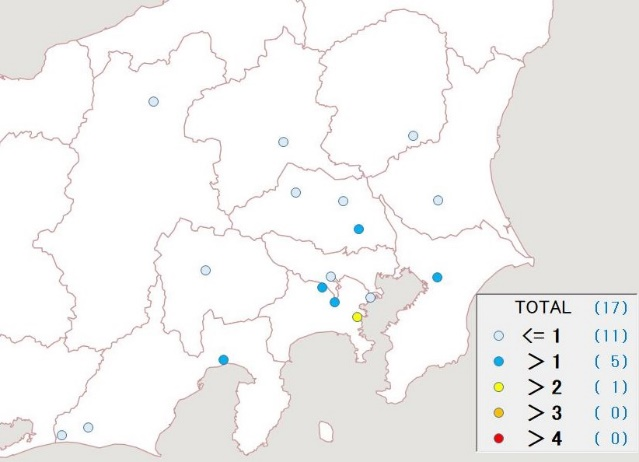 TOTAL (17)
<= 1 (11)
> 1 ( 5)
> 2 ( 1)
> 3 ( 0)
> 4 ( 0)